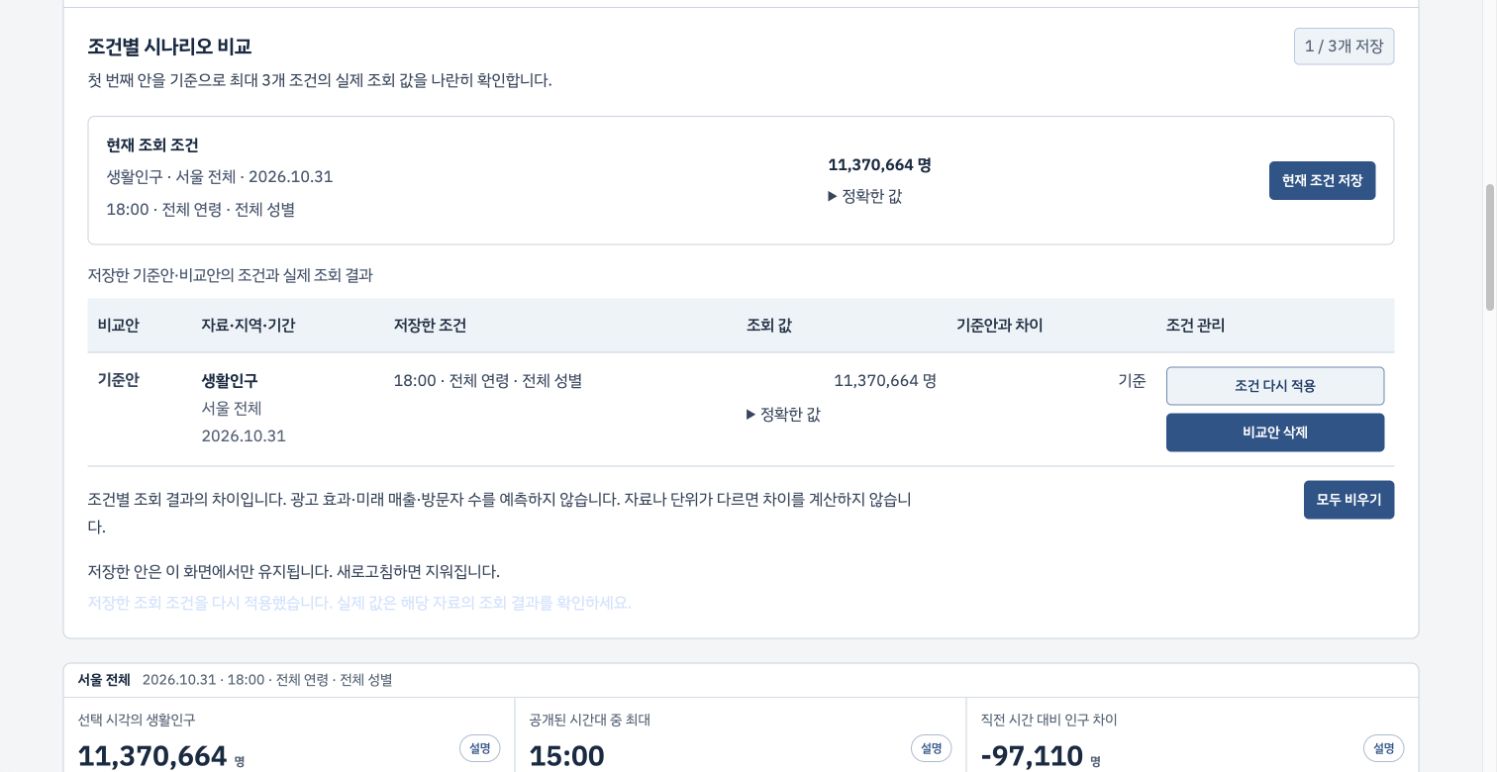 조건별 시나리오 비교
1 / 3개 저장
첫 번째 안을 기준으로 최대 3개 조건의 실제 조회 값을 나란히 확인합니다.
현재 조회 조건
생활인구 · 서울 전체 · 2026.10.31
18:00 · 전체 연령 · 전체 성별
11,370,664 명
▶ 정확한 값
현재 조건 저장
저장한 기준안·비교안의 조건과 실제 조회 결과
비교안 자료·지역·기간 저장한 조건 조회 값 기준안과 차이 조건 관리
기준안 생활인구 18:00 · 전체 연령 · 전체 성별 11,370,664 명 기준 조건 다시 적용
서울 전체 ▶ 정확한 값
2026.10.31 비교안 삭제
조건별 조회 결과의 차이입니다. 광고 효과·미래 매출·방문자 수를 예측하지 않습니다. 자료나 단위가 다르면 차이를 계산하지 않습니
다.
모두 비우기
저장한 안은 이 화면에서만 유지됩니다. 새로고침하면 지워집니다.
저장한 조회 조건을 다시 적용했습니다. 실제 값은 해당 자료의 조회 결과를 확인하세요.
서울 전체 2026.10.31 · 18:00 · 전체 연령 · 전체 성별
선택 시각의 생활인구
11,370,664 명
설명
공개된 시간대 중 최대
15:00
설명
직전 시간 대비 인구 차이
-97,110 명
설명